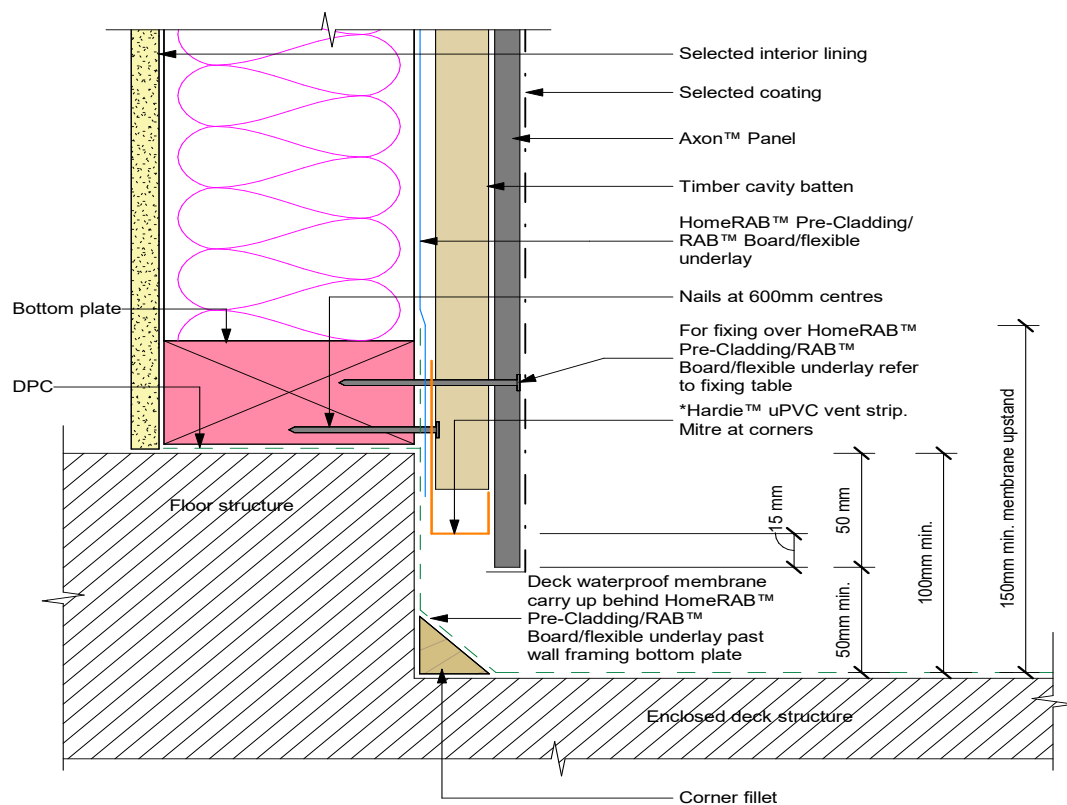 Selected interior lining
Selected coating
Axon™ Panel
Timber cavity batten
HomeRAB™ Pre-Cladding/
RAB™ Board/flexible
underlay
Nails at 600mm centres
Bottom plate
For fixing over HomeRAB™
Pre-Cladding/RAB™
Board/flexible underlay refer
to fixing table
DPC
*Hardie™ uPVC vent strip.
Mitre at corners
Floor structure
15 mm
50 mm
50mm min.
100mm min.
150mm min. membrane upstand
Deck waterproof membrane
carry up behind HomeRAB™
Pre-Cladding/RAB™
Board/flexible underlay past
wall framing bottom plate
Enclosed deck structure
Corner fillet